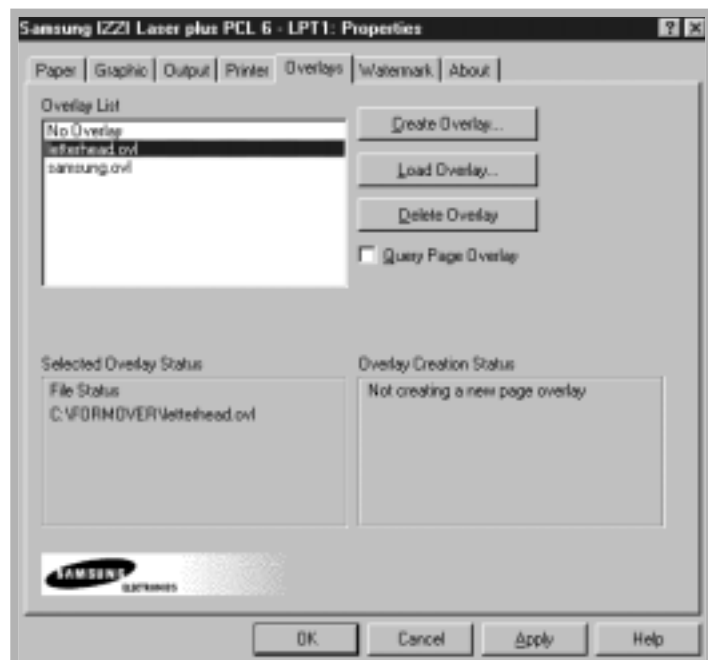 Samsung IZZI Laser plus PCL 6 - LPT1: Properties
Paper Graphic Output Printer Overlays Watermark About
Overlay List
No Overlay
letterhead.ovl
samsung.ovl
Create Overlay...
Load Overlay...
Delete Overlay
Query Page Overlay
Selected Overlay Status
File Status
C:\FORMOVER\letterhead.ovl
Overlay Creation Status
Not creating a new page overlay
SAMSUNG
ELECTRONICS
OK Cancel Apply Help